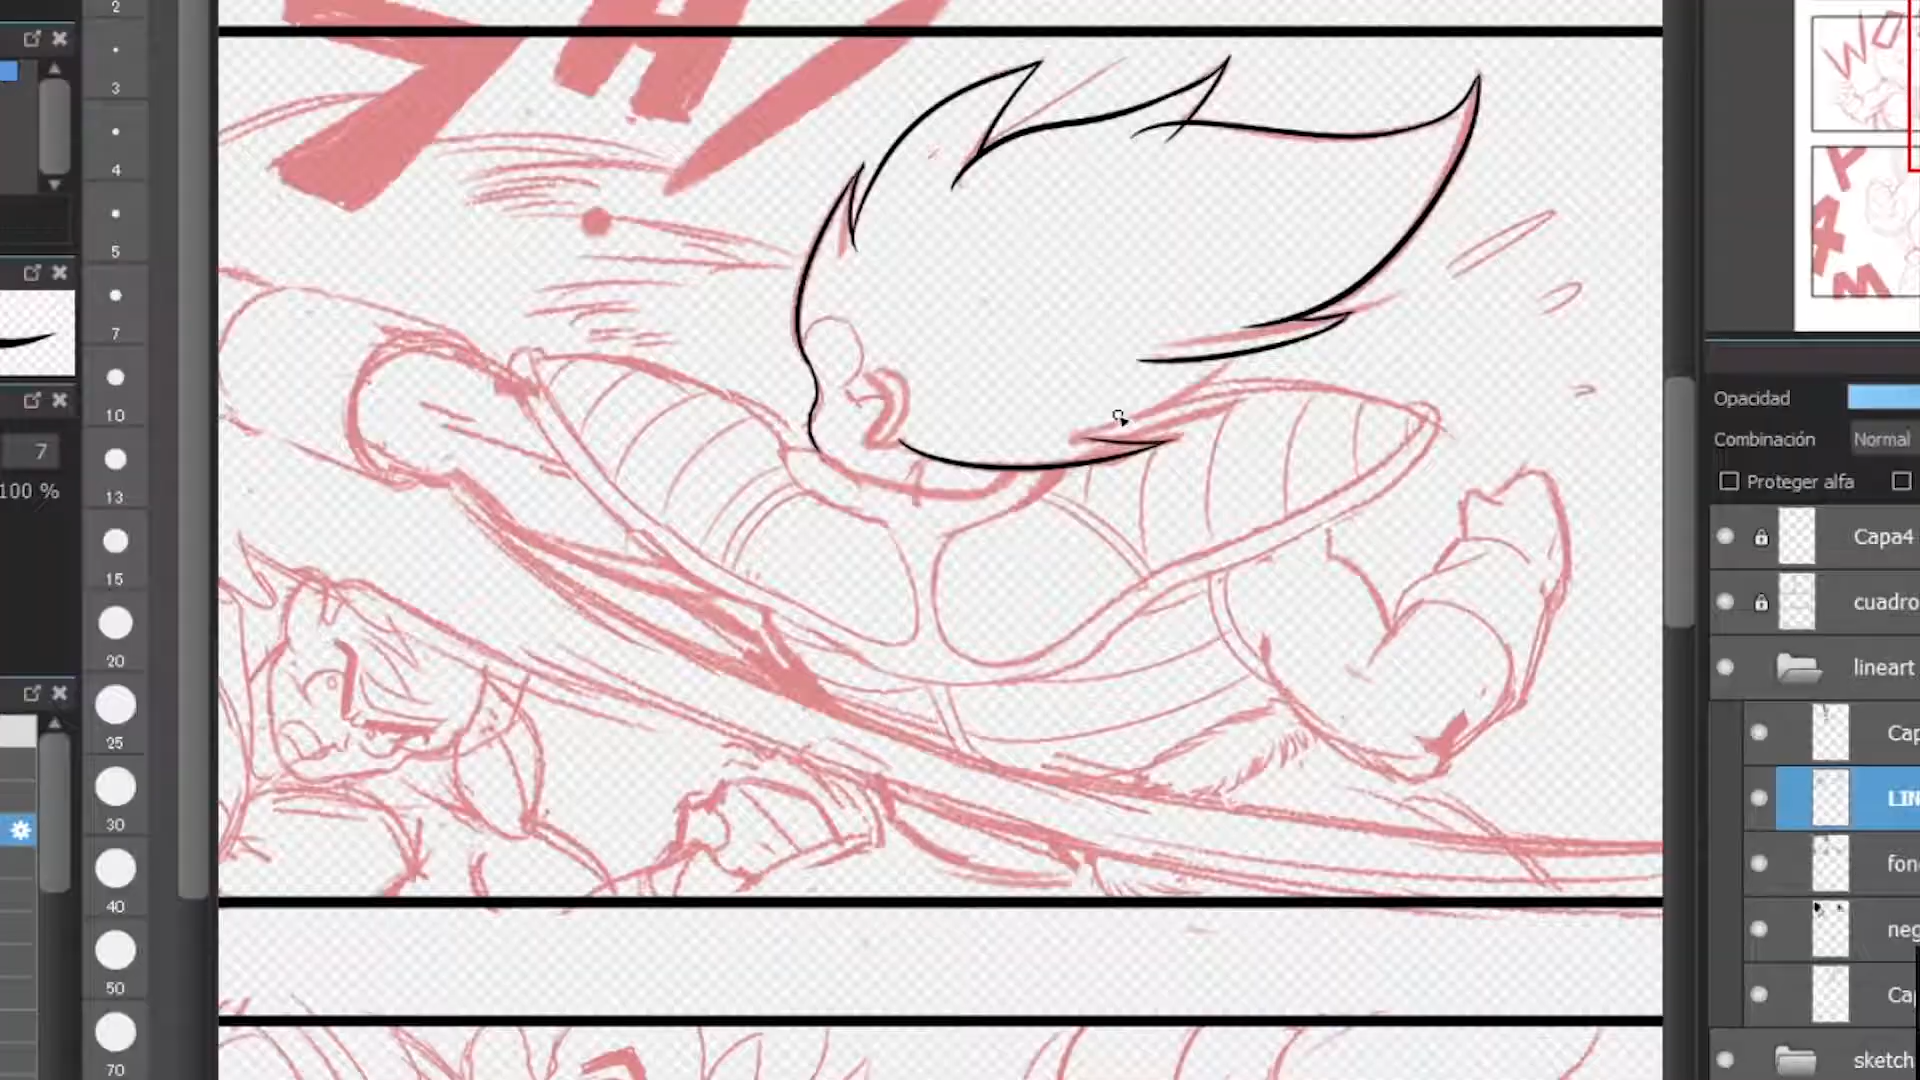 2
3
4
5
7
10
13
15
20
25
30
40
50
70
7
100 %
WO
Opacidad
Combinación Normal
Proteger alfa
Capa4
cuadro
lineart
Cap
LIN
fon
neg
Ca
sketch